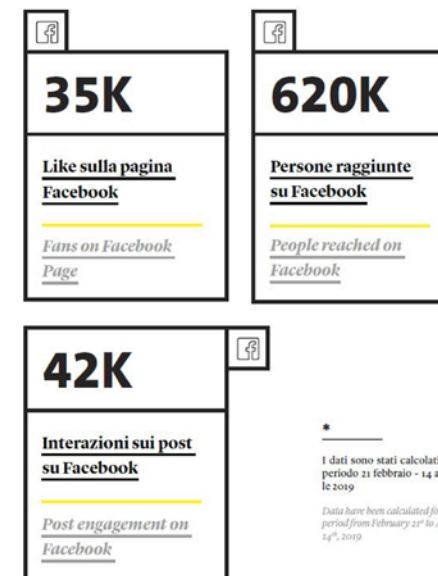 35K
Like sulla pagina
Facebook
Fans on Facebook
Page
620K
Persone raggiunte
su Facebook
People reached on
Facebook
42K
Interazioni sui post
su Facebook
Post engagement on
Facebook
*
I dati sono stati calcolati
periodo 21 febbraio - 14 a
le 2019
Data have been calculated fo
period from February 21st to
14th, 2019